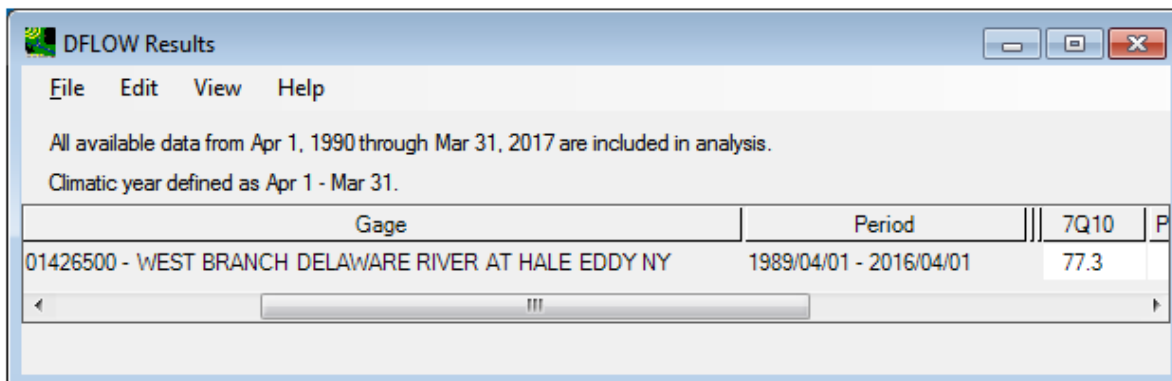 DFLOW Results
File Edit View Help
All available data from Apr 1, 1990 through Mar 31, 2017 are included in analysis.
Climatic year defined as Apr 1 - Mar 31.
Gage Period 7Q10 P
01426500 - WEST BRANCH DELAWARE RIVER AT HALE EDDY NY 1989/04/01 - 2016/04/01 77.3